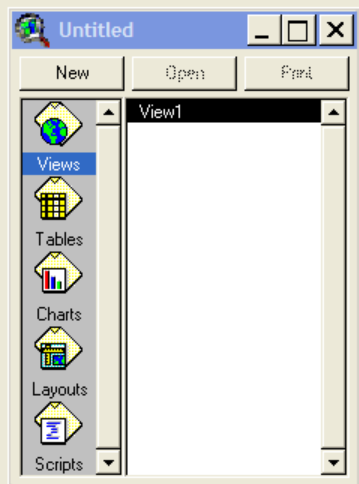 Untitled
New Open Print
View1
Views
Tables
Charts
Layouts
Scripts